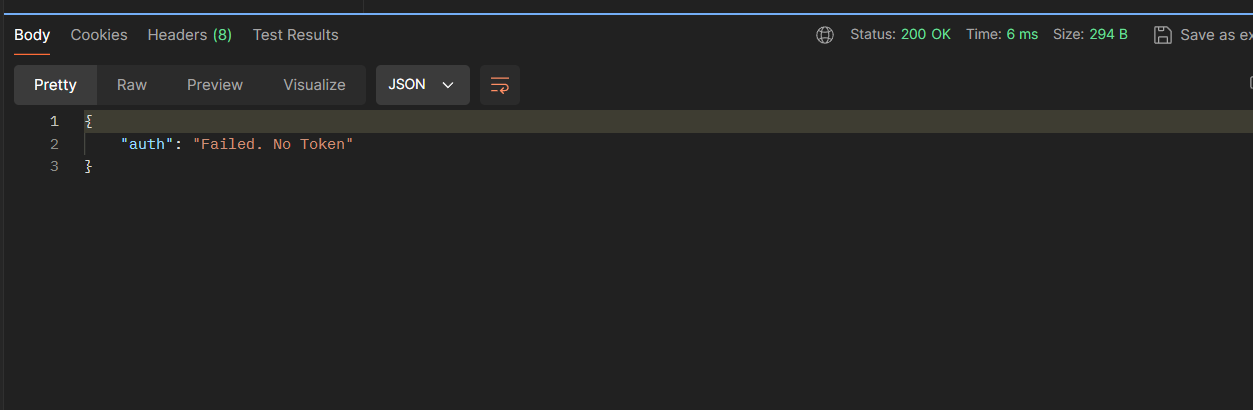 Body Cookies Headers (8) Test Results Status: 200 OK Time: 6 ms Size: 294 B Save as ex
Pretty Raw Preview Visualize JSON
1 {
2 "auth": "Failed. No Token"
3 }